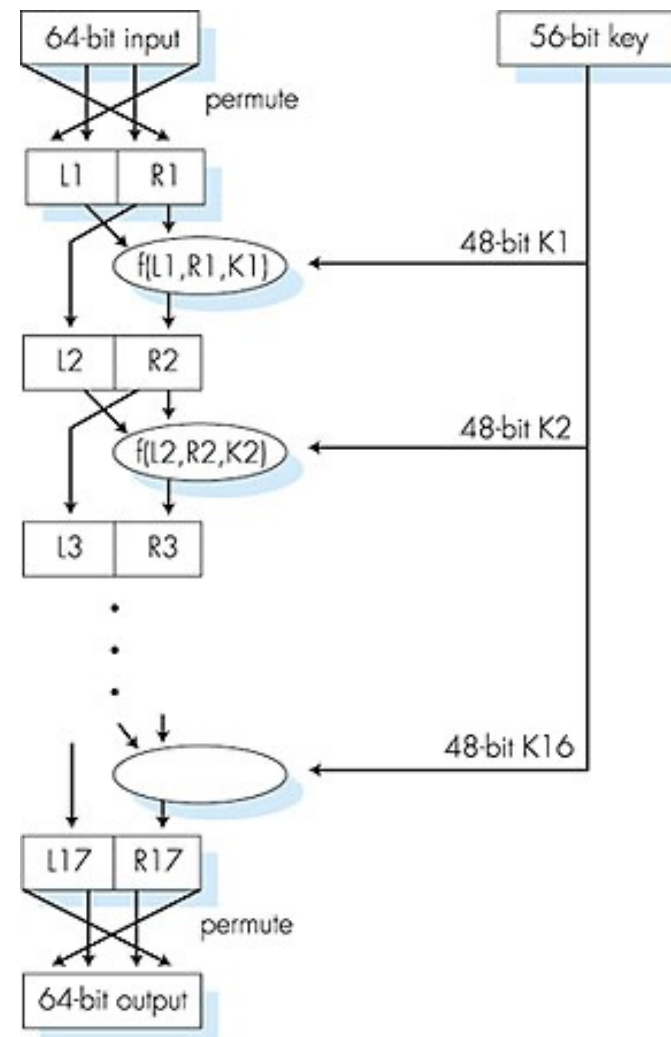 64-bit input
56-bit key
permute
L1 R1
48-bit K1
f(L1,R1,K1)
L2 R2
48-bit K2
f(L2,R2,K2)
L3 R3
48-bit K16
L17 R17
permute
64-bit output